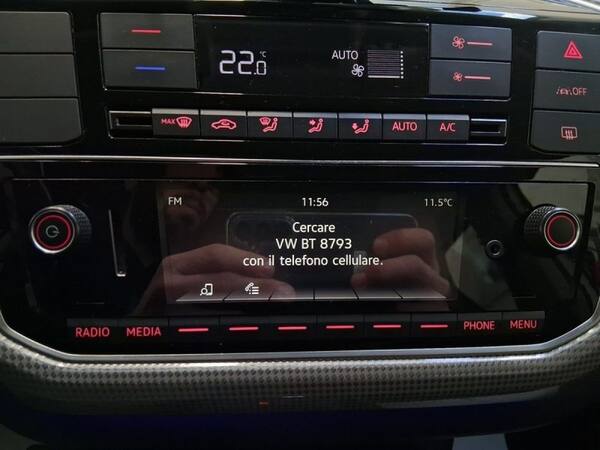 22.0 °C AUTO
OFF
MAX AUTO A/C
FM 11:56 11.5°C
Cercare
VW BT 8793
con il telefono cellulare.
RADIO MEDIA PHONE MENU